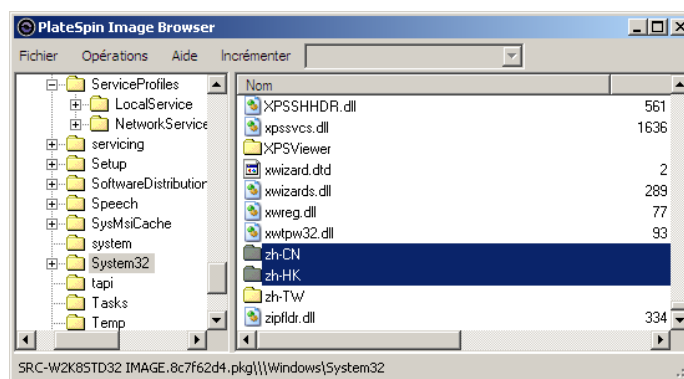 PlateSpin Image Browser
Fichier Opérations Aide Incrémenter
ServiceProfiles
LocalService
NetworkService
servicing
Setup
SoftwareDistribution
Speech
SysMsiCache
system
System32
tapi
Tasks
Temp
Nom
XPSSHHDR.dll 561
xpssvcs.dll 1636
XPSViewer
xwizard.dtd 2
xwizards.dll 289
xwreg.dll 77
xwtpw32.dll 93
zh-CN
zh-HK
zh-TW
zipfldr.dll 334
SRC-W2K8STD32 IMAGE.8c7f62d4.pkg\\\Windows\System32